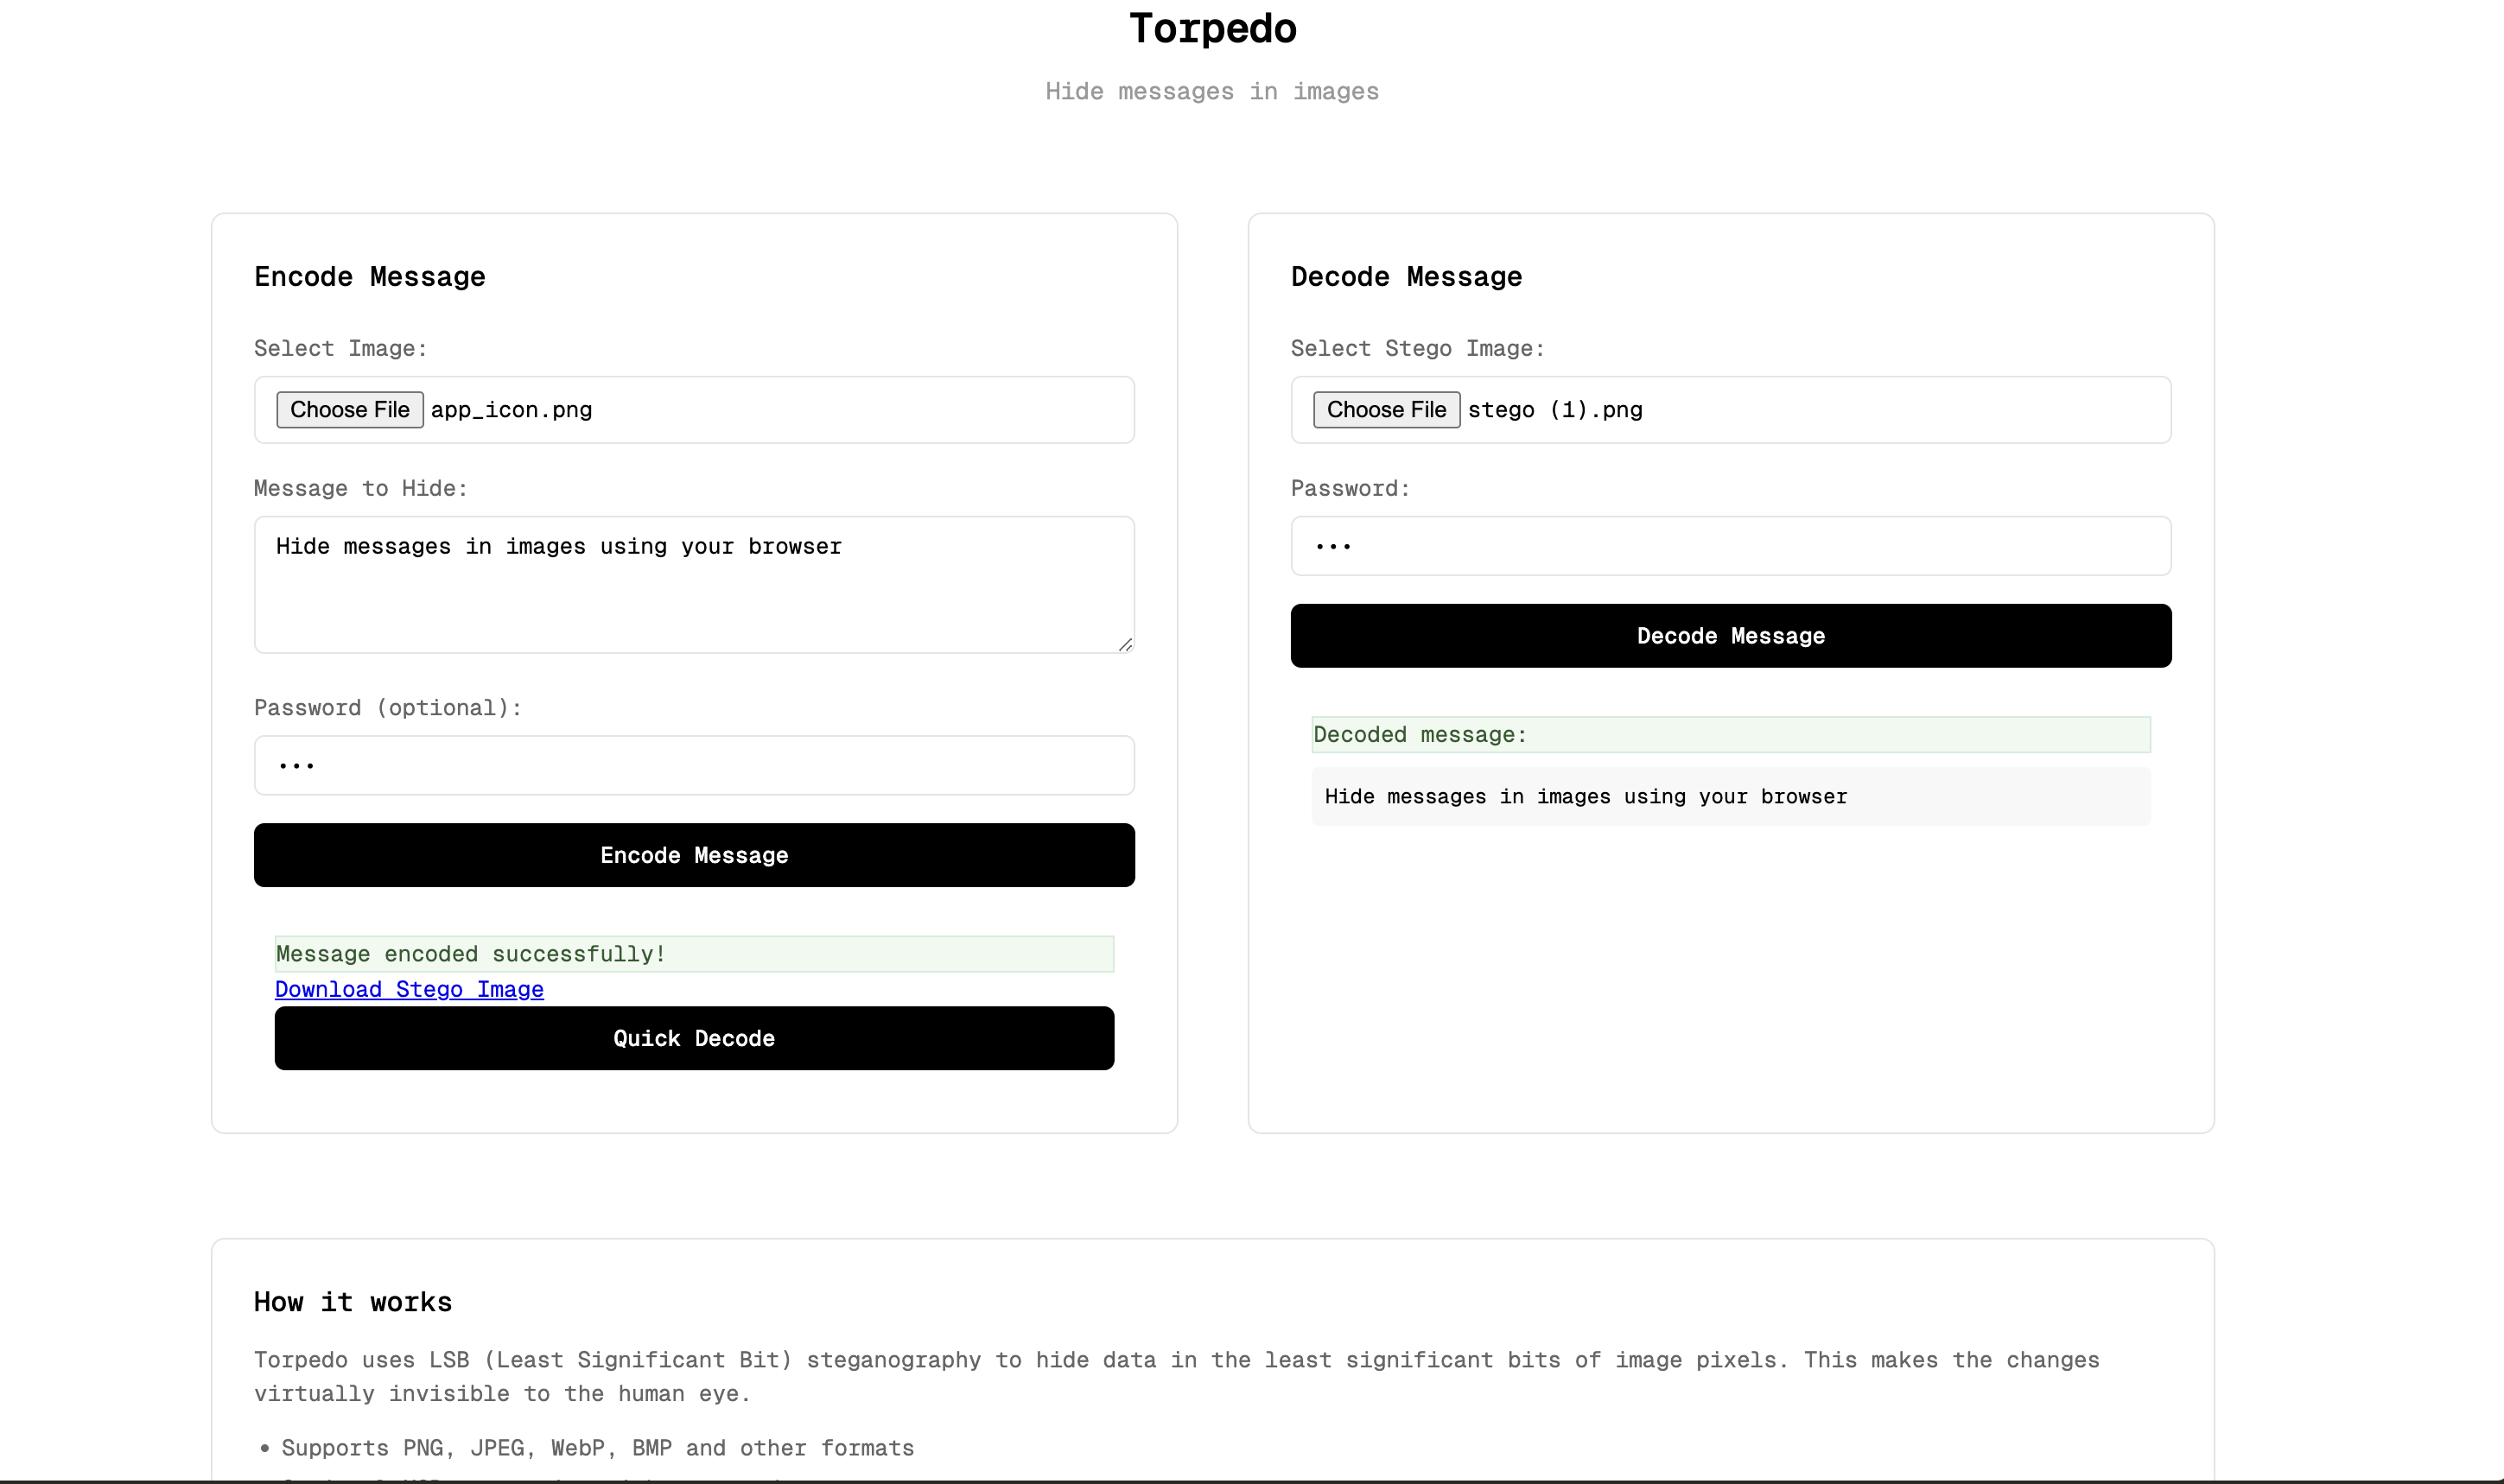 Torpedo
Hide messages in images
Encode Message
Select Image:
Choose File app_icon.png
Message to Hide:
Hide messages in images using your browser
Password (optional):
•••
Encode Message
Message encoded successfully!
Download Stego Image
Quick Decode
Decode Message
Select Stego Image:
Choose File stego (1).png
Password:
•••
Decode Message
Decoded message:
Hide messages in images using your browser
How it works
Torpedo uses LSB (Least Significant Bit) steganography to hide data in the least significant bits of image pixels. This makes the changes
virtually invisible to the human eye.
• Supports PNG, JPEG, WebP, BMP and other formats